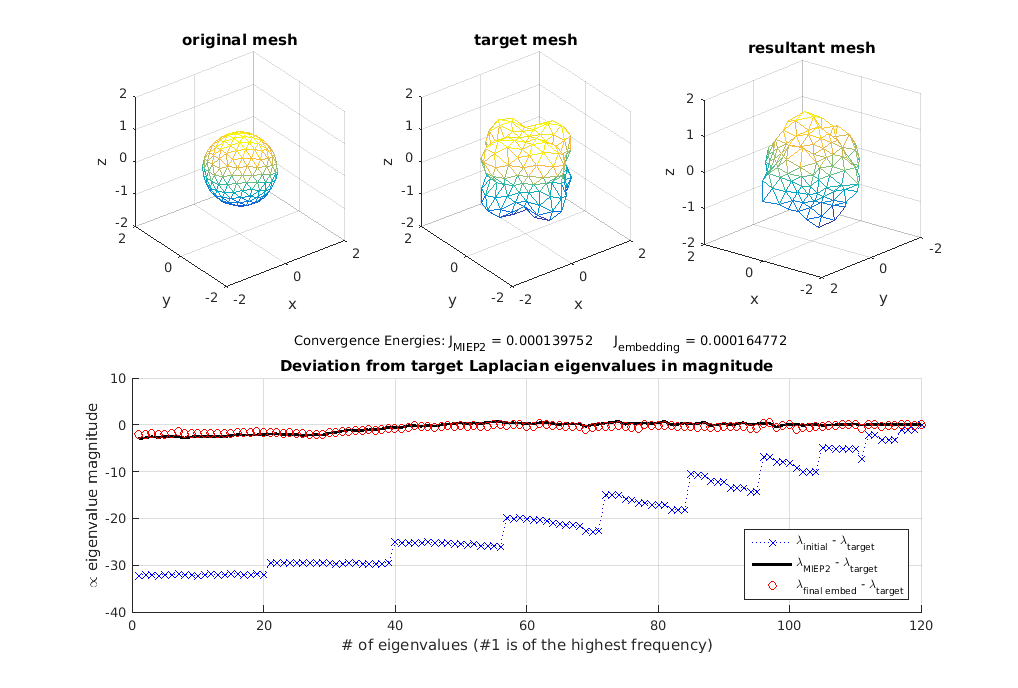 original mesh
target mesh
resultant mesh
2
1
0
-1
-2
z
2
0
-2
y
-2
0
2
x
2
1
0
-1
-2
z
2
0
-2
y
-2
0
2
x
2
1
0
-1
-2
z
2
0
-2
x
2
0
-2
y
Convergence Energies: J_MIEP2 = 0.000139752 J_embedding = 0.000164772
Deviation from target Laplacian eigenvalues in magnitude
∝ eigenvalue magnitude
10
0
-10
-20
-30
-40
λ_initial - λ_target
λ_MIEP2 - λ_target
λ_final embed - λ_target
0 20 40 60 80 100 120
# of eigenvalues (#1 is of the highest frequency)